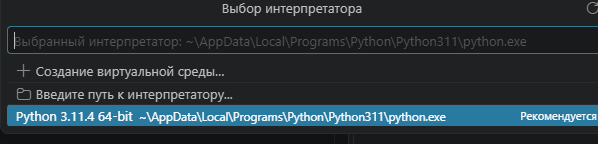 Выбор интерпретатора
Выбранный интерпретатор: ~\AppData\Local\Programs\Python\Python311\python.exe
Создание виртуальной среды...
Введите путь к интерпретатору...
Python 3.11.4 64-bit ~\AppData\Local\Programs\Python\Python311\python.exe Рекомендуется